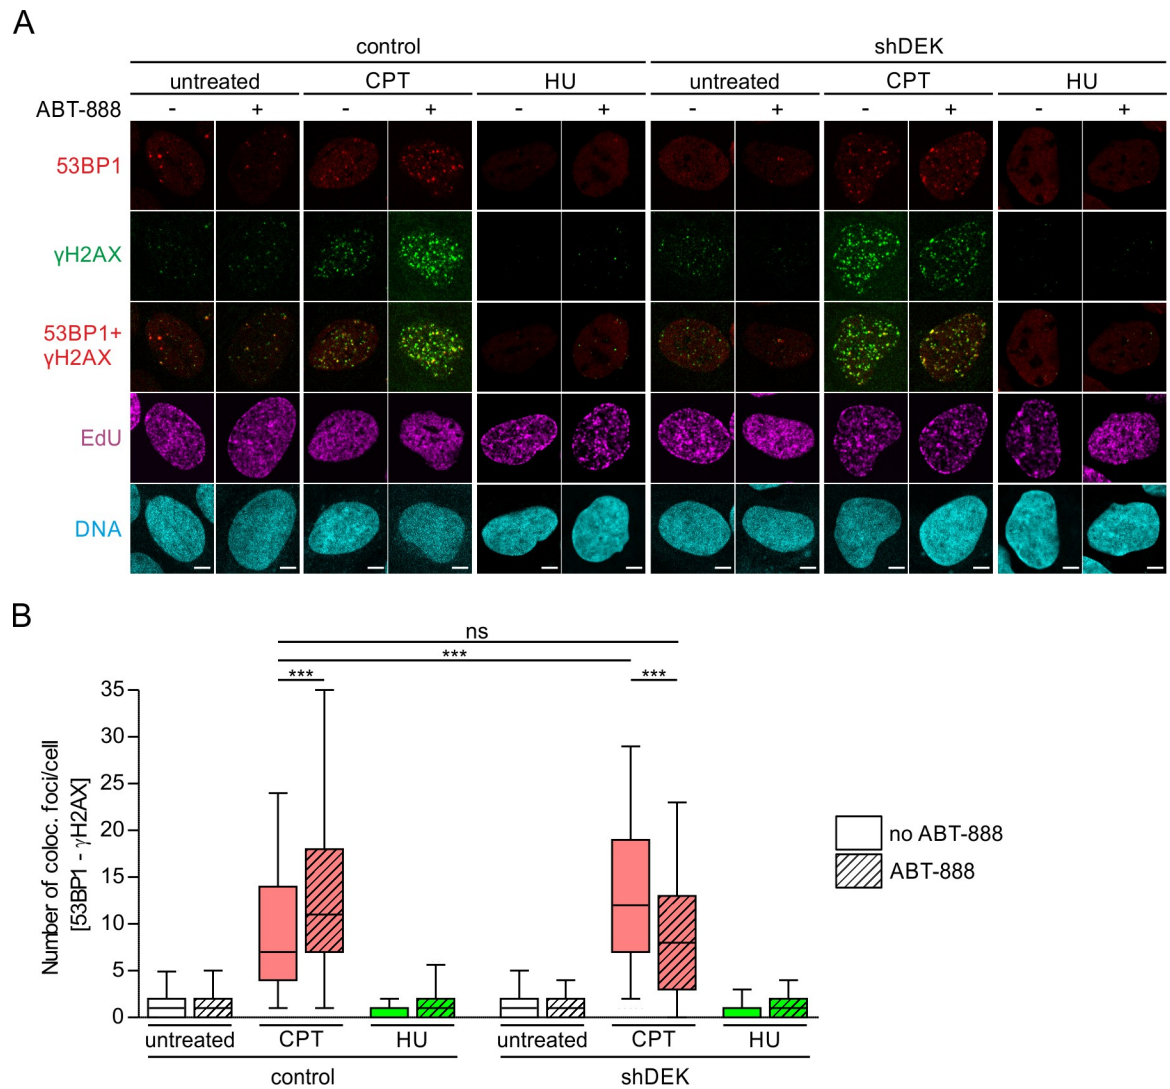 A
control shDEK
untreated CPT HU untreated CPT HU
ABT-888 - + - + - + - + - + - +
53BP1
γH2AX
53BP1+
γH2AX
EdU
DNA
B
ns
***
*** ***
Number of coloc. foci/cell
[53BP1 - γH2AX]
35
30
25
20
15
10
5
0
no ABT-888
ABT-888
untreated CPT HU untreated CPT HU
control shDEK